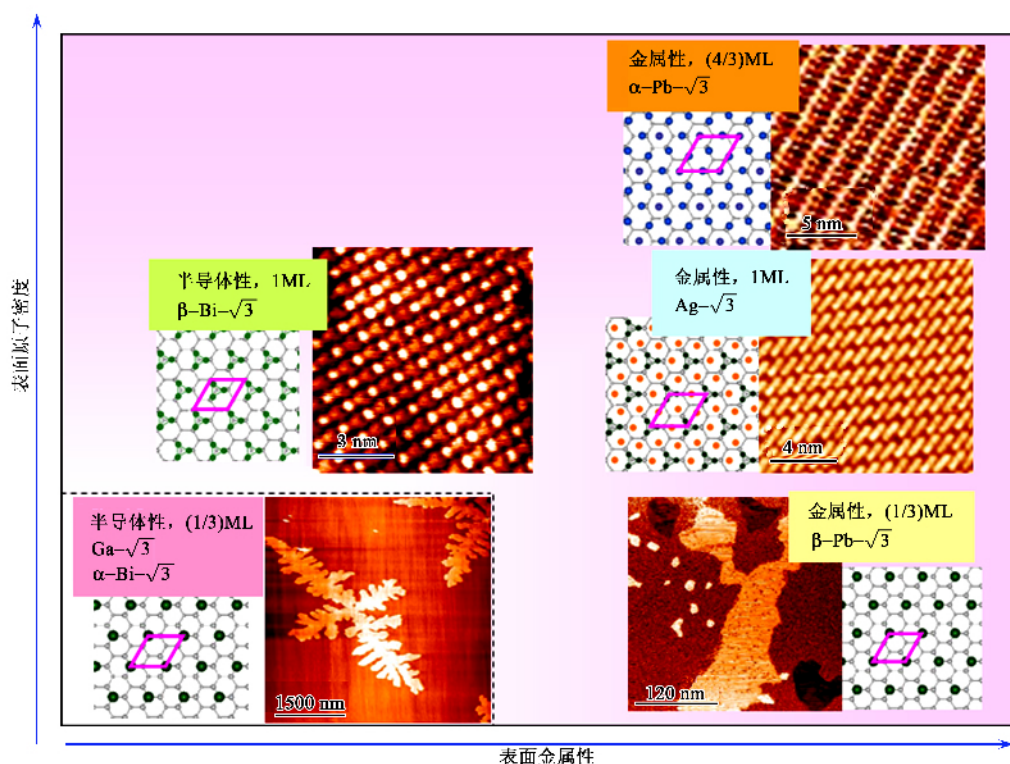 金属性，(4/3)ML
α-Pb-√3
5 nm
半导体性，1ML
β-Bi-√3
3 nm
金属性，1ML
Ag-√3
4 nm
表面原子密度
半导体性，(1/3)ML
Ga-√3
α-Bi-√3
1500 nm
金属性，(1/3)ML
β-Pb-√3
120 nm
表面金属性